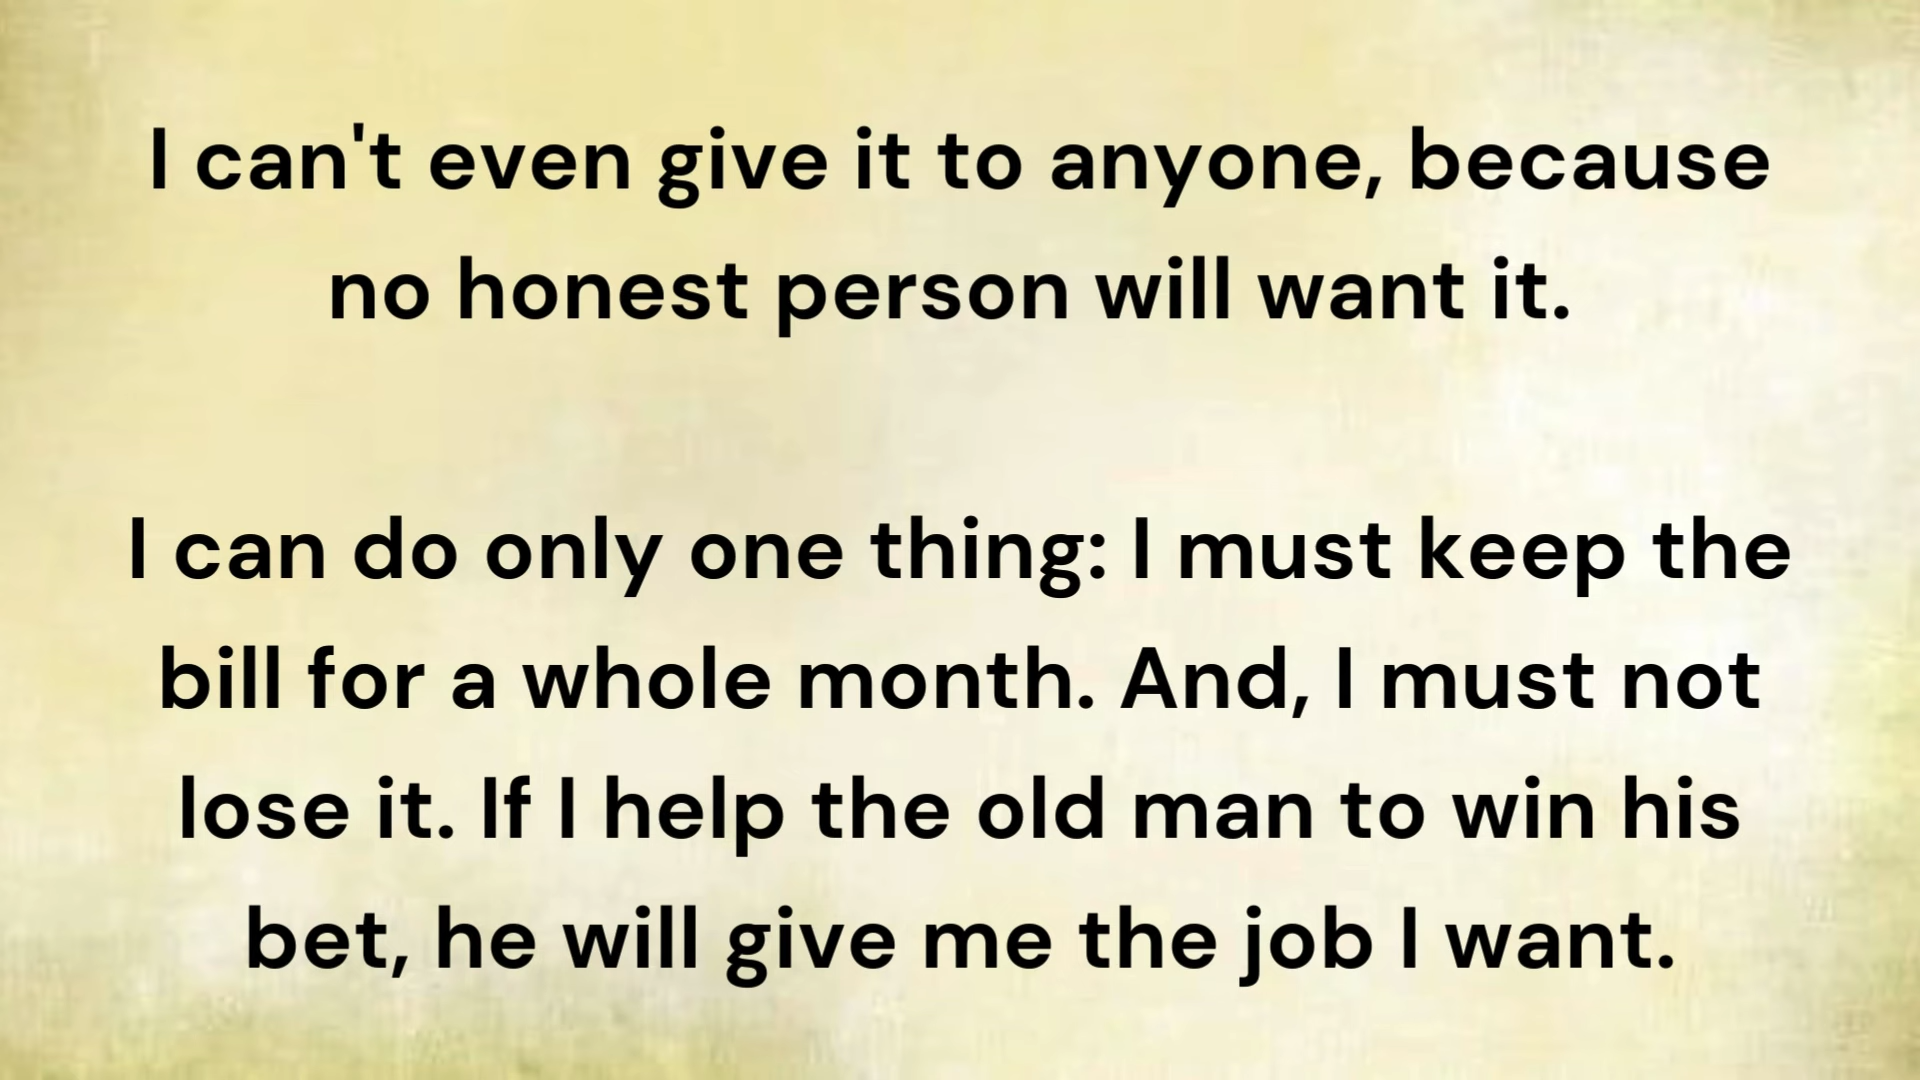 I can't even give it to anyone, because
no honest person will want it.
I can do only one thing: I must keep the
bill for a whole month. And, I must not
lose it. If I help the old man to win his
bet, he will give me the job I want.